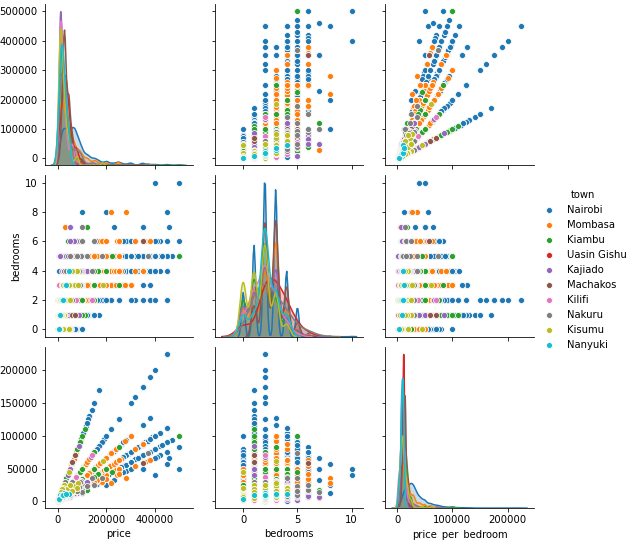 500000
400000
300000
200000
100000
0
10
8
bedrooms
6
4
2
0
200000
150000
100000
50000
0
0 200000 400000
price
0 5 10
bedrooms
0 100000 200000
price_per_bedroom
town
Nairobi
Mombasa
Kiambu
Uasin Gishu
Kajiado
Machakos
Kilifi
Nakuru
Kisumu
Nanyuki